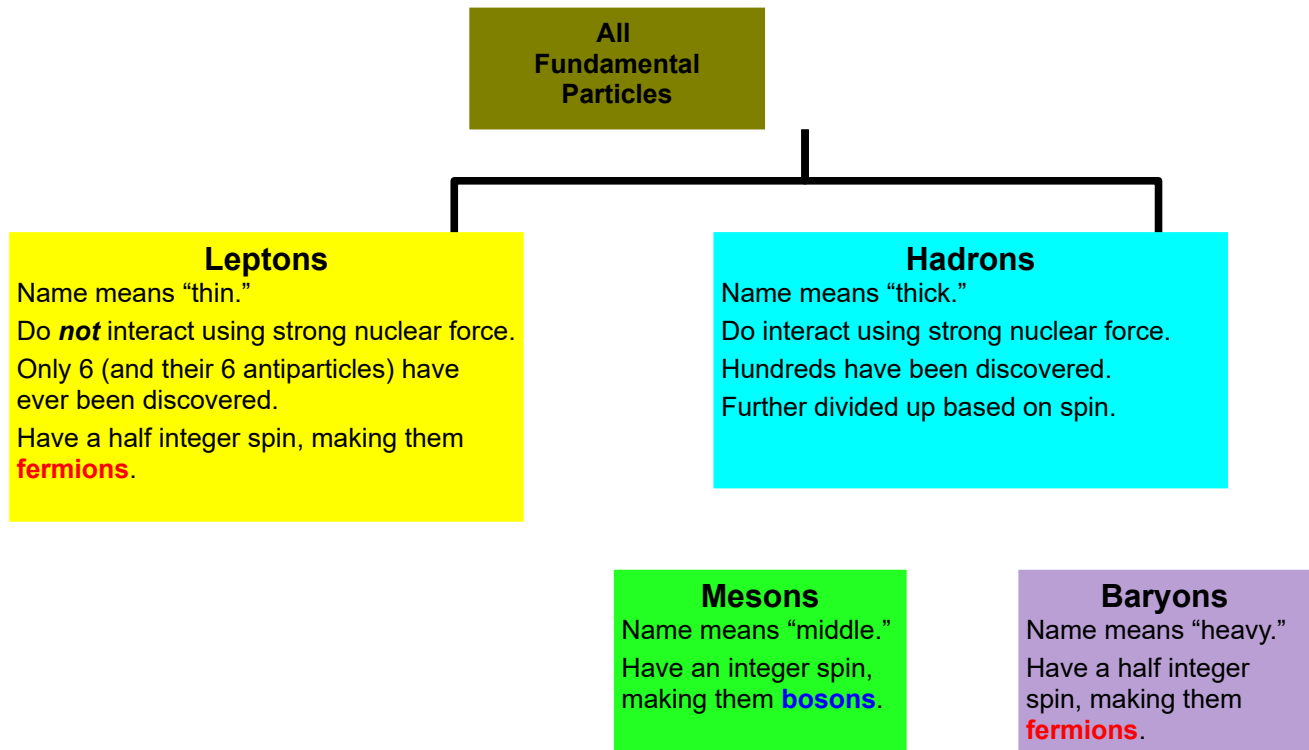 All
Fundamental
Particles
Leptons
Name means “thin.”
Do not interact using strong nuclear force.
Only 6 (and their 6 antiparticles) have
ever been discovered.
Have a half integer spin, making them
fermions.
Hadrons
Name means “thick.”
Do interact using strong nuclear force.
Hundreds have been discovered.
Further divided up based on spin.
Mesons
Name means “middle.”
Have an integer spin,
making them bosons.
Baryons
Name means “heavy.”
Have a half integer
spin, making them
fermions.